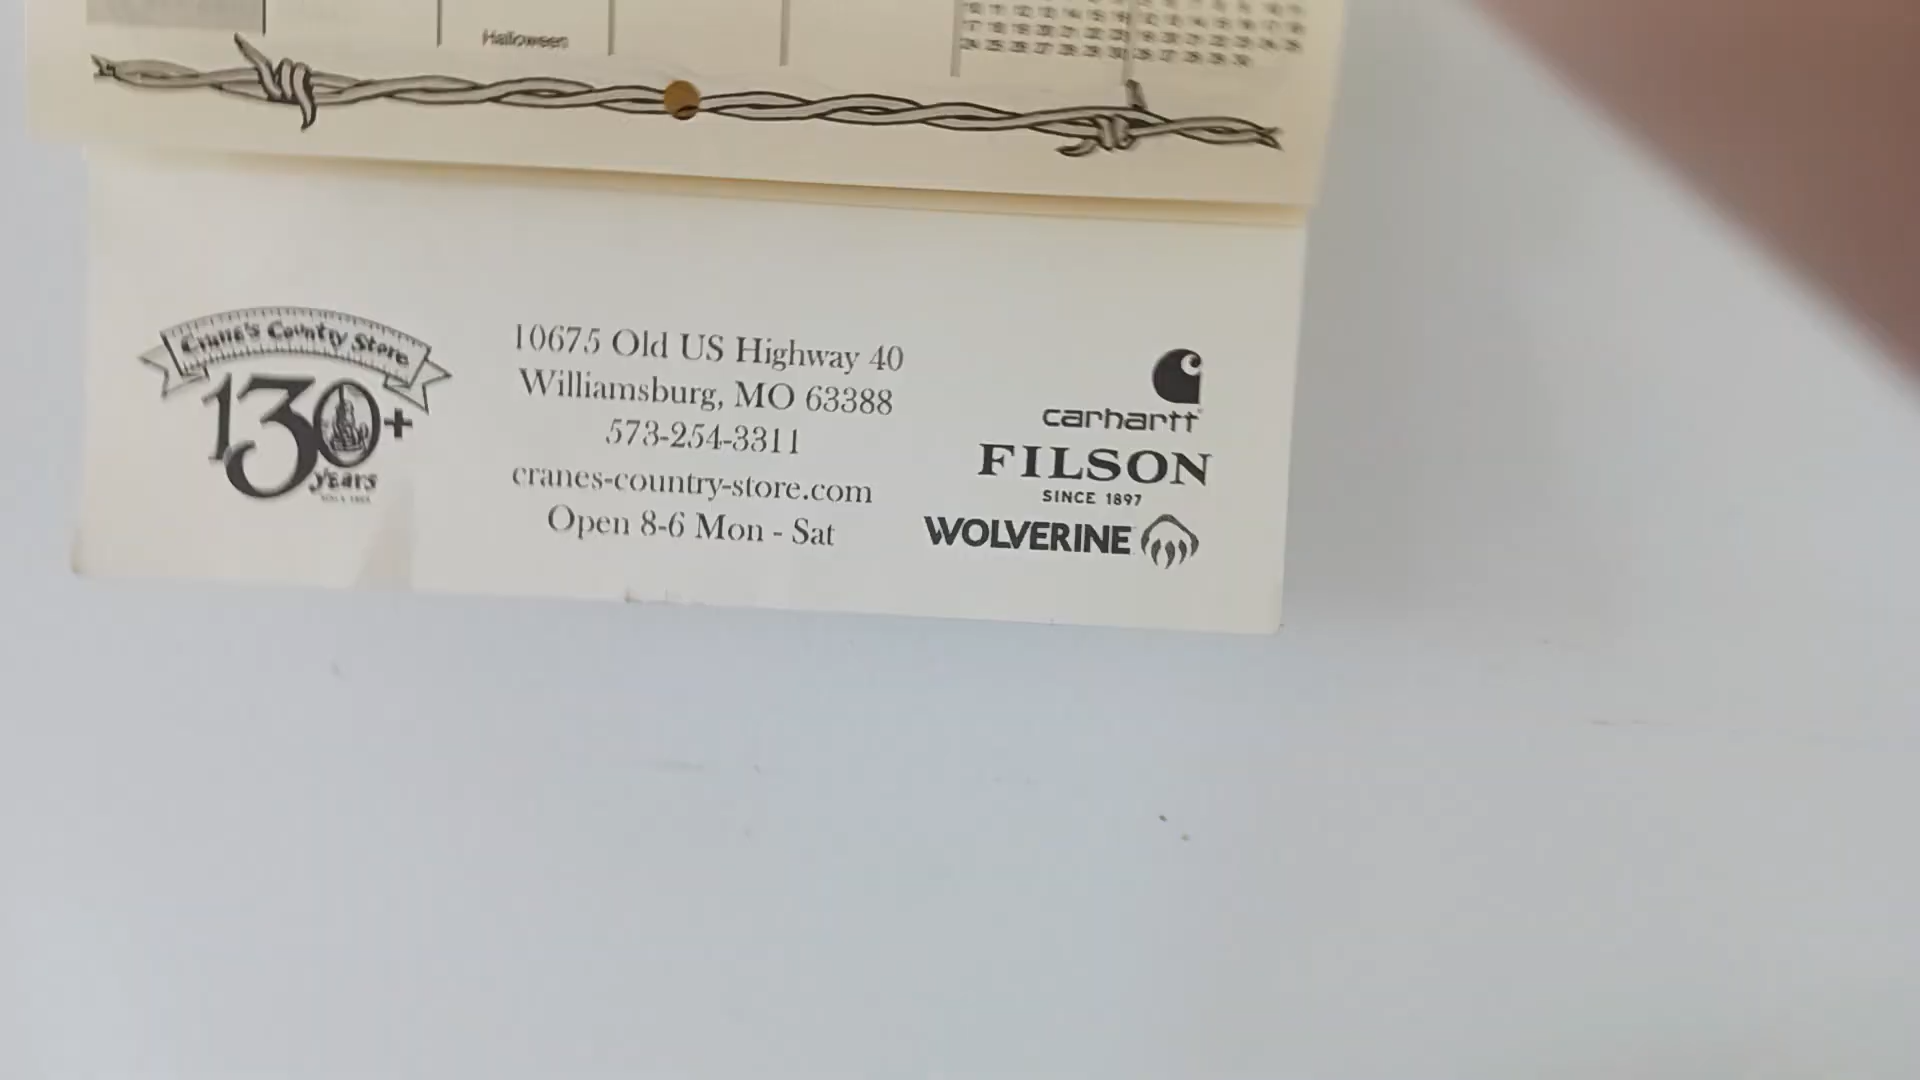 Halloween
Crane's Country Store
130+
years
10675 Old US Highway 40
Williamsburg, MO 63388
573-254-3311
cranes-country-store.com
Open 8-6 Mon - Sat
carhartt
FILSON
SINCE 1897
WOLVERINE